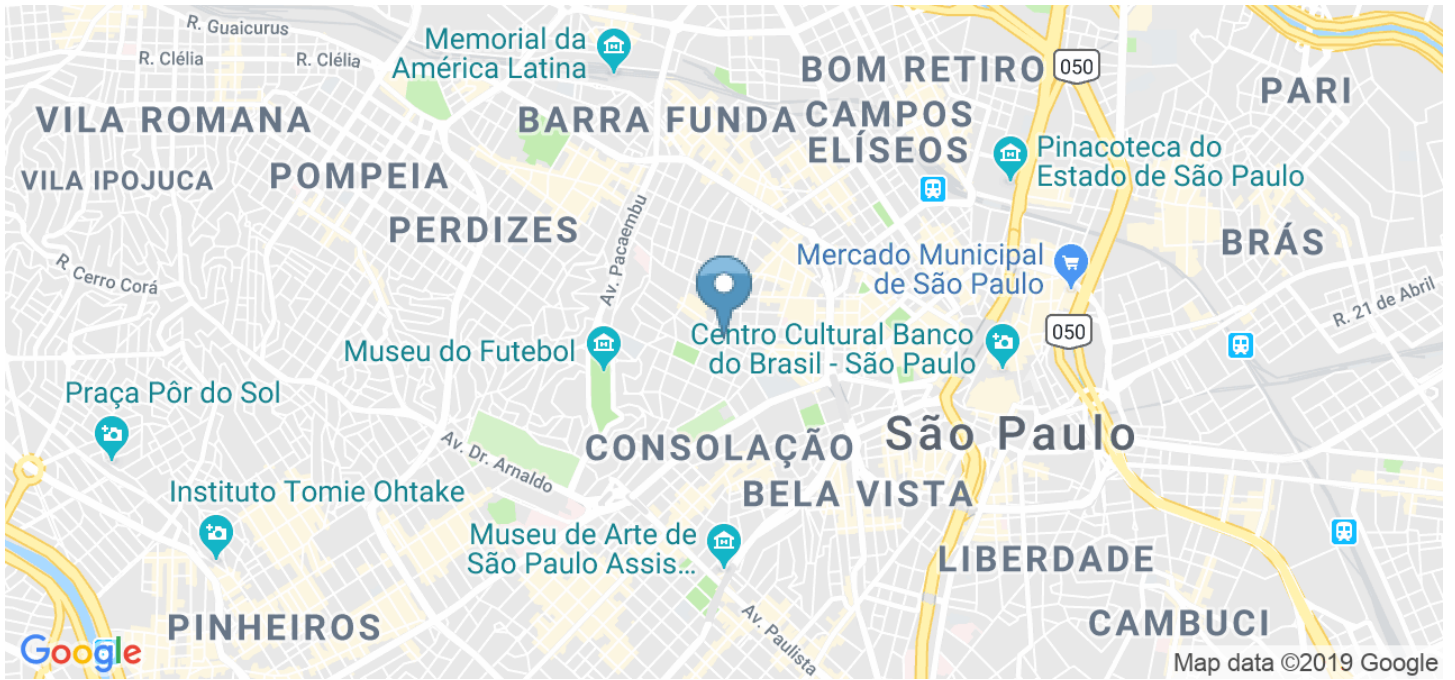 R. Guaicurus
Memorial da
América Latina
R. Clélia
R. Clélia
BOM RETIRO
050
PARI
VILA ROMANA
BARRA FUNDA
CAMPOS
ELÍSEOS
Pinacoteca do
Estado de São Paulo
VILA IPOJUCA
POMPEIA
PERDIZES
Av. Pacaembu
BRÁS
Mercado Municipal
de São Paulo
R. Cerro Corá
R. 21 de Abril
Museu do Futebol
Centro Cultural Banco
do Brasil - São Paulo
050
Praça Pôr do Sol
Av. Dr. Arnaldo
CONSOLAÇÃO
São Paulo
Instituto Tomie Ohtake
BELA VISTA
Museu de Arte de
São Paulo Assis...
LIBERDADE
PINHEIROS
Av. Paulista
CAMBUCI
Google
Map data ©2019 Google